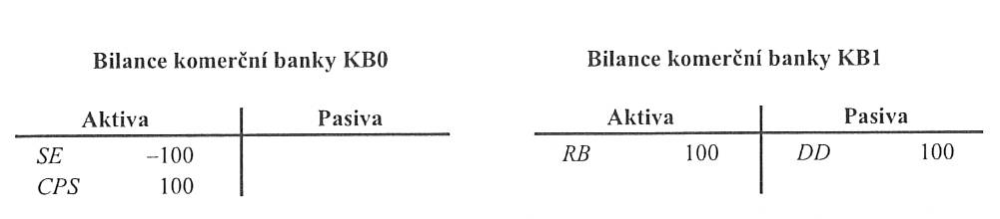 Bilance komerční banky KB0
Aktiva Pasiva
SE –100
CPS 100
Bilance komerční banky KB1
Aktiva Pasiva
RB 100 DD 100